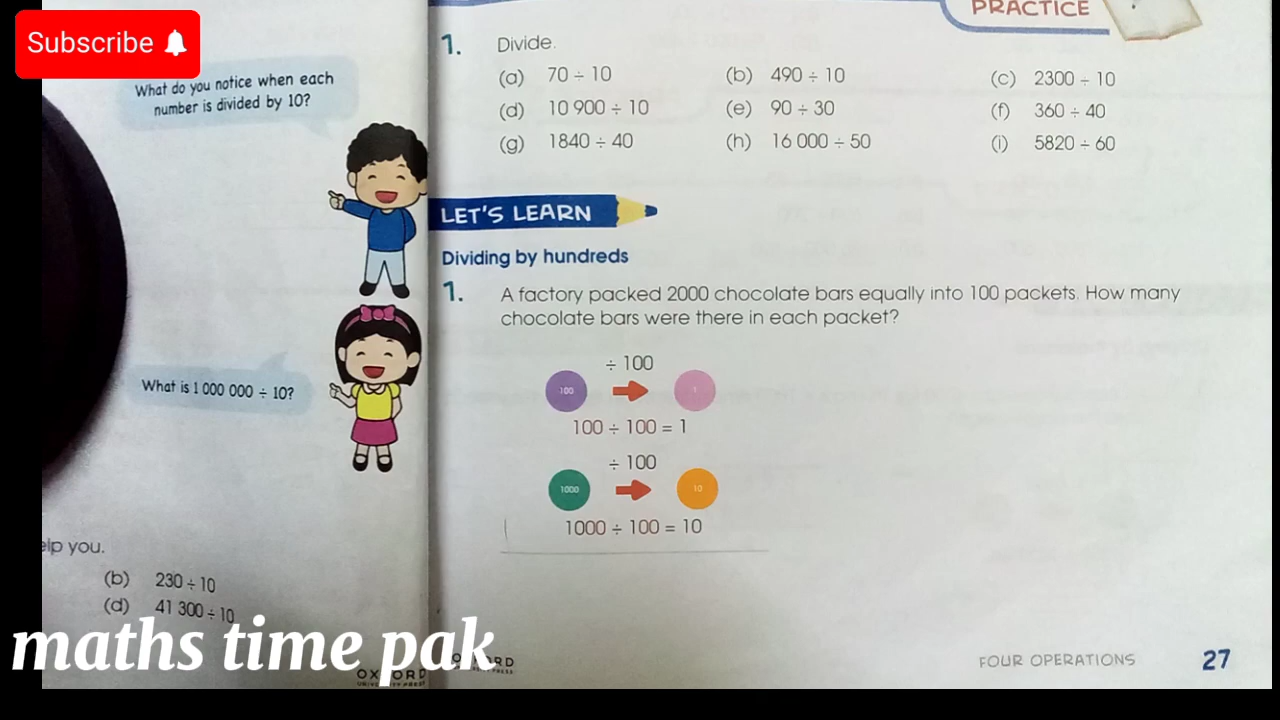 Subscribe
What do you notice when each
number is divided by 10?
What is 1 000 000 ÷ 10?
elp you.
(b) 230 ÷ 10
(d) 41 300 ÷ 10
maths time pak
OXFORD
UNIVERSITY PRESS
PRACTICE
1. Divide.
(a) 70 ÷ 10 (b) 490 ÷ 10 (c) 2300 ÷ 10
(d) 10 900 ÷ 10 (e) 90 ÷ 30 (f) 360 ÷ 40
(g) 1840 ÷ 40 (h) 16 000 ÷ 50 (i) 5820 ÷ 60
LET'S LEARN
Dividing by hundreds
1. A factory packed 2000 chocolate bars equally into 100 packets. How many
chocolate bars were there in each packet?
÷ 100
100 1
100 ÷ 100 = 1
÷ 100
1000 10
1000 ÷ 100 = 10
FOUR OPERATIONS 27